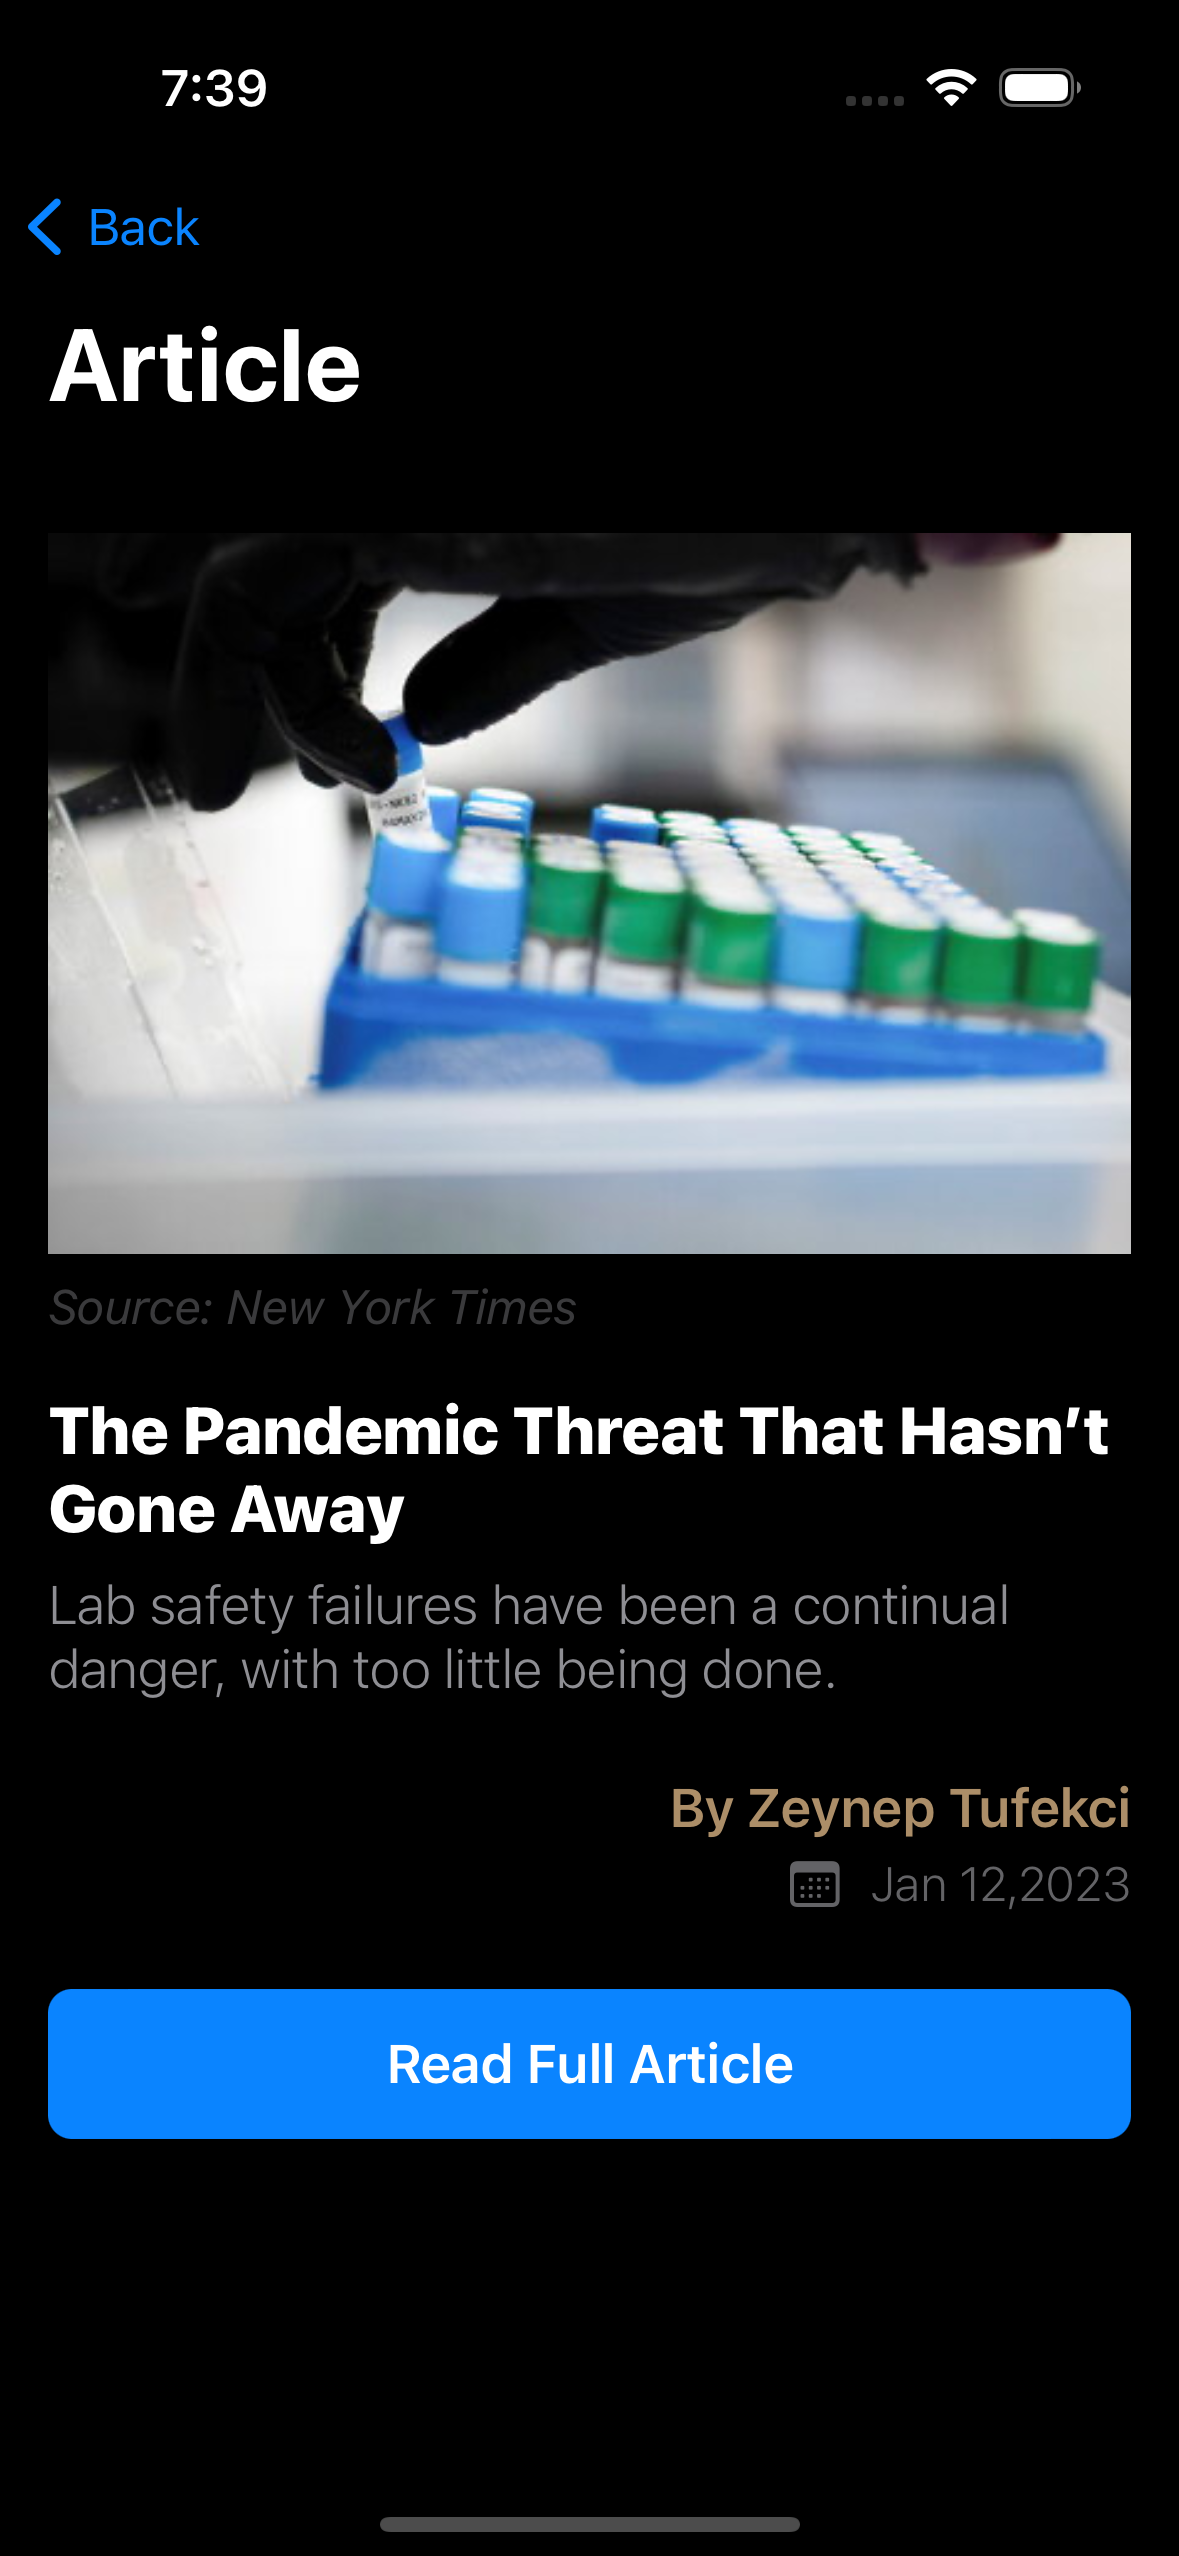 7:39
Back
Article
Source: New York Times
The Pandemic Threat That Hasn’t
Gone Away
Lab safety failures have been a continual
danger, with too little being done.
By Zeynep Tufekci
Jan 12,2023
Read Full Article